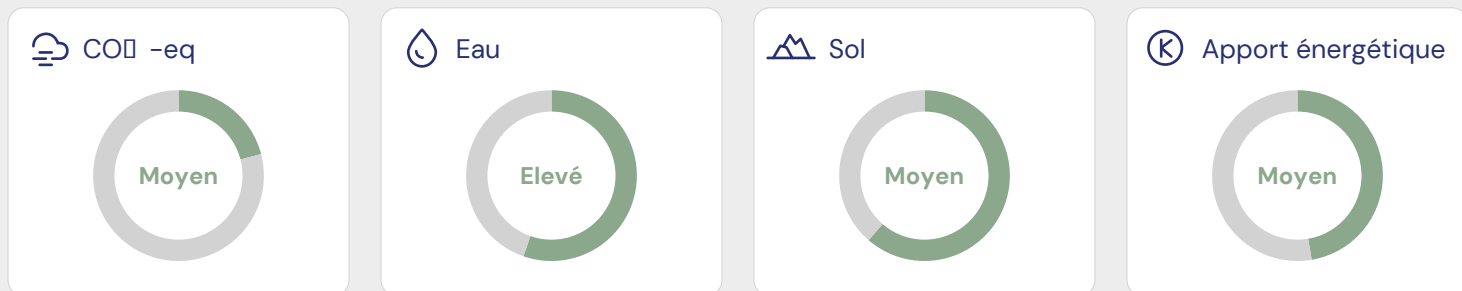 CO▯ -eq
Eau
Sol
Apport énergétique
Moyen
Elevé
Moyen
Moyen